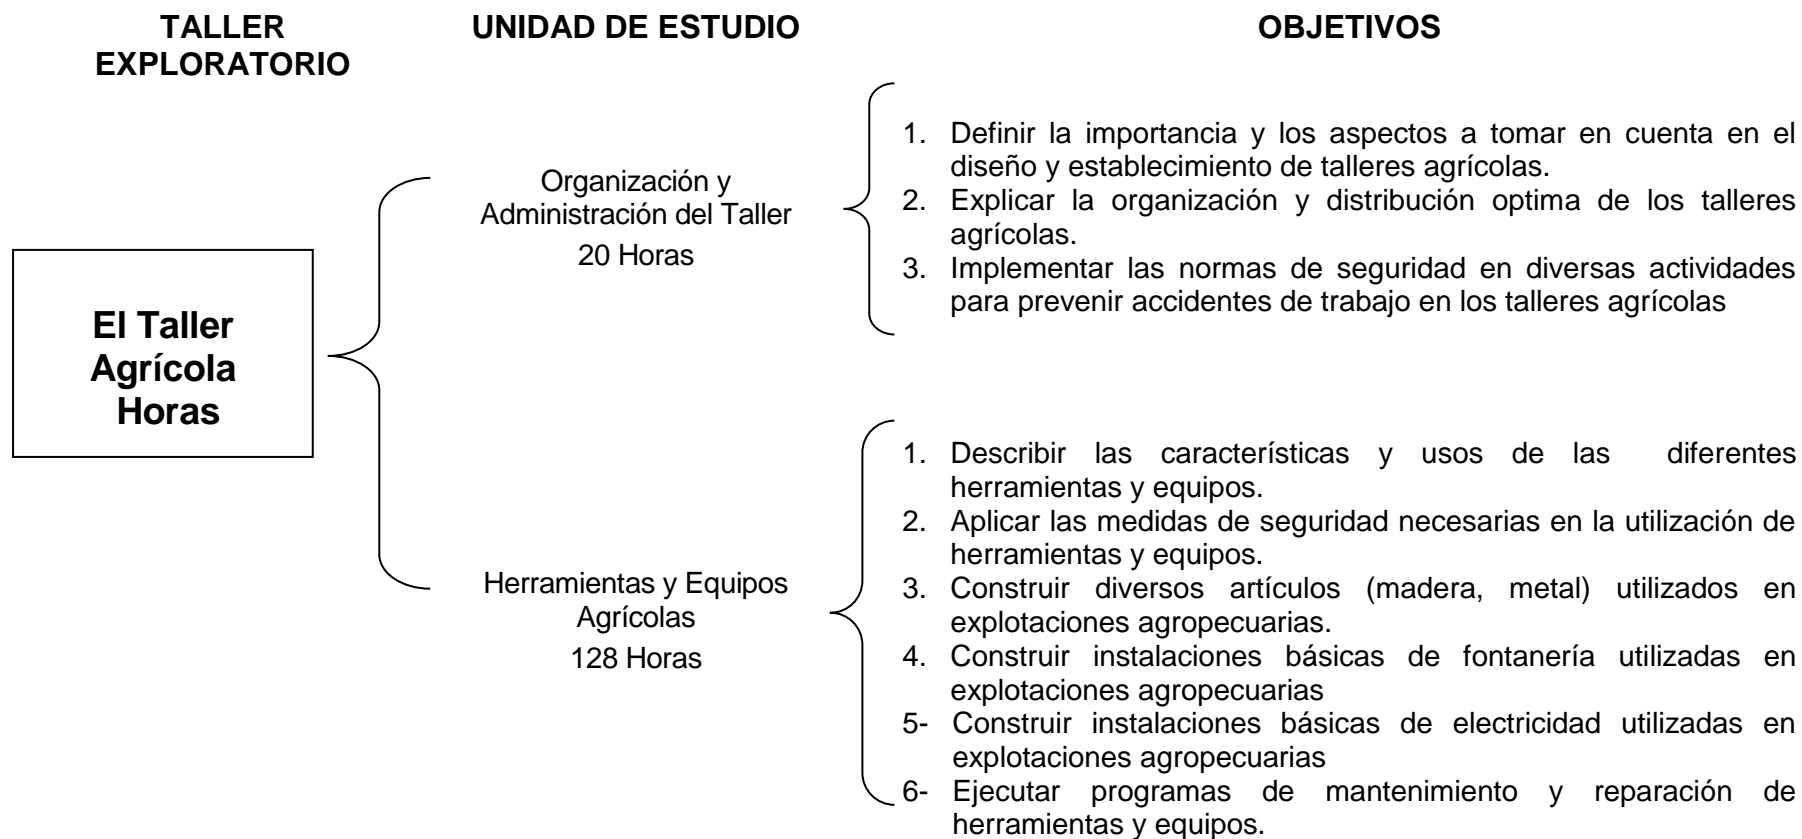 TALLER
EXPLORATORIO
UNIDAD DE ESTUDIO
OBJETIVOS
El Taller
Agrícola
Horas
Organización y
Administración del Taller
20 Horas
1. Definir la importancia y los aspectos a tomar en cuenta en el
diseño y establecimiento de talleres agrícolas.
2. Explicar la organización y distribución optima de los talleres
agrícolas.
3. Implementar las normas de seguridad en diversas actividades
para prevenir accidentes de trabajo en los talleres agrícolas
Herramientas y Equipos
Agrícolas
128 Horas
1. Describir las características y usos de las diferentes
herramientas y equipos.
2. Aplicar las medidas de seguridad necesarias en la utilización de
herramientas y equipos.
3. Construir diversos artículos (madera, metal) utilizados en
explotaciones agropecuarias.
4. Construir instalaciones básicas de fontanería utilizadas en
explotaciones agropecuarias
5- Construir instalaciones básicas de electricidad utilizadas en
explotaciones agropecuarias
6- Ejecutar programas de mantenimiento y reparación de
herramientas y equipos.